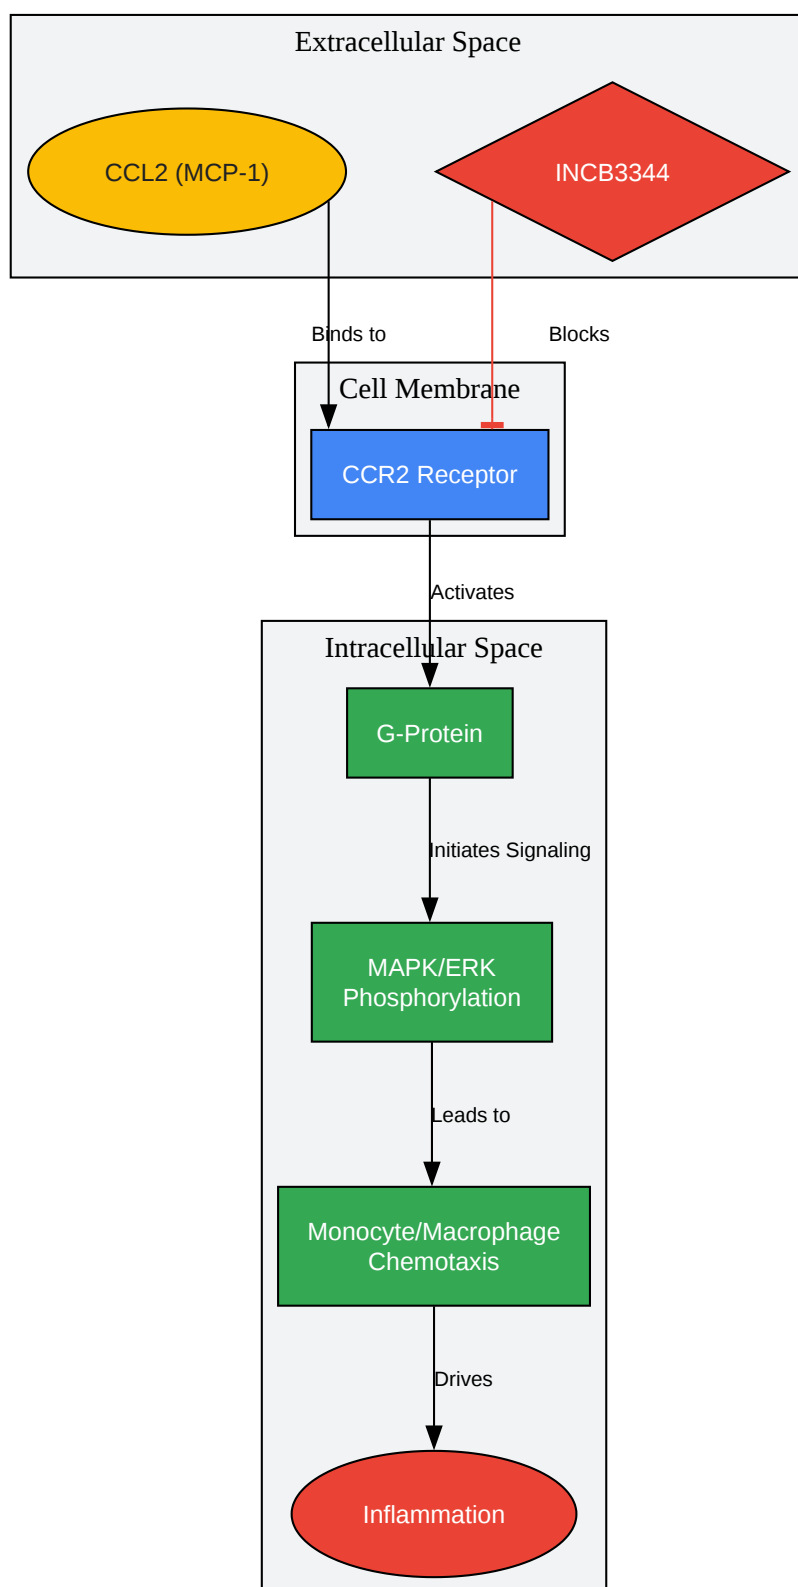 Extracellular Space
CCL2 (MCP-1)
INCB3344
Binds to
Blocks
Cell Membrane
CCR2 Receptor
Activates
Intracellular Space
G-Protein
Initiates Signaling
MAPK/ERK
Phosphorylation
Leads to
Monocyte/Macrophage
Chemotaxis
Drives
Inflammation